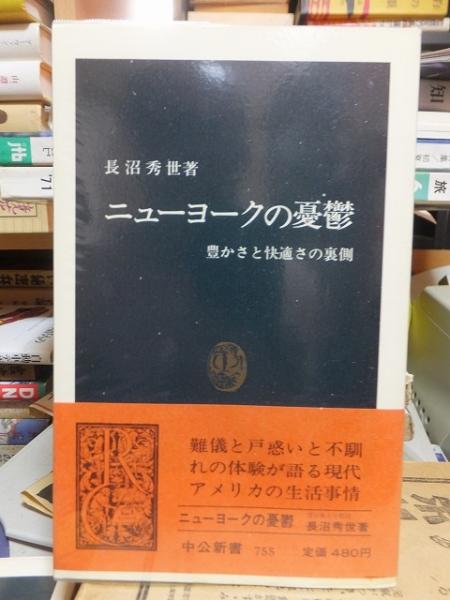 長沼秀世著
ニューヨークの憂鬱
豊かさと快適さの裏側
難儀と戸惑いと不馴
れの体験が語る現代
アメリカの生活事情
ニューヨークの憂鬱
長沼秀世著
中公新書 755 定価 480円